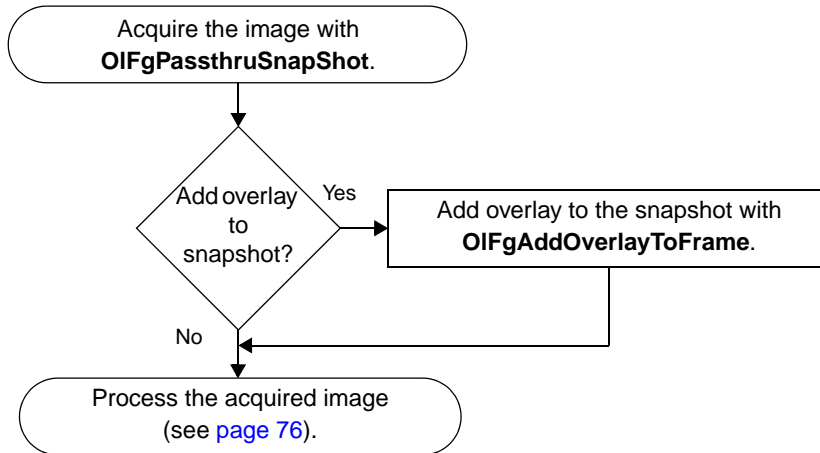 Acquire the image with
OlFgPassthruSnapShot.
Add overlay
to
snapshot?
Yes
Add overlay to the snapshot with
OlFgAddOverlayToFrame.
No
Process the acquired image
(see page 76).